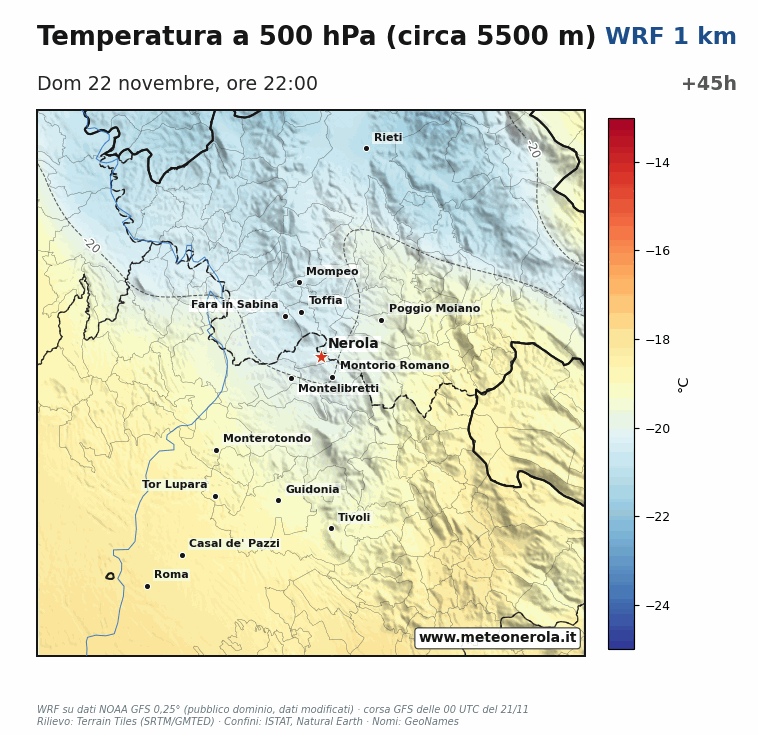 Temperatura a 500 hPa (circa 5500 m) WRF 1 km
Dom 22 novembre, ore 22:00 +45h
Rieti
-20
-20
Mompeo
Fara in Sabina
Toffia
Poggio Moiano
Nerola
Montorio Romano
Montelibretti
Monterotondo
Tor Lupara
Guidonia
Tivoli
Casal de' Pazzi
Roma
www.meteonerola.it
−14
−16
−18
−20
−22
−24
°C
WRF su dati NOAA GFS 0,25° (pubblico dominio, dati modificati) · corsa GFS delle 00 UTC del 21/11
Rilievo: Terrain Tiles (SRTM/GMTED) · Confini: ISTAT, Natural Earth · Nomi: GeoNames